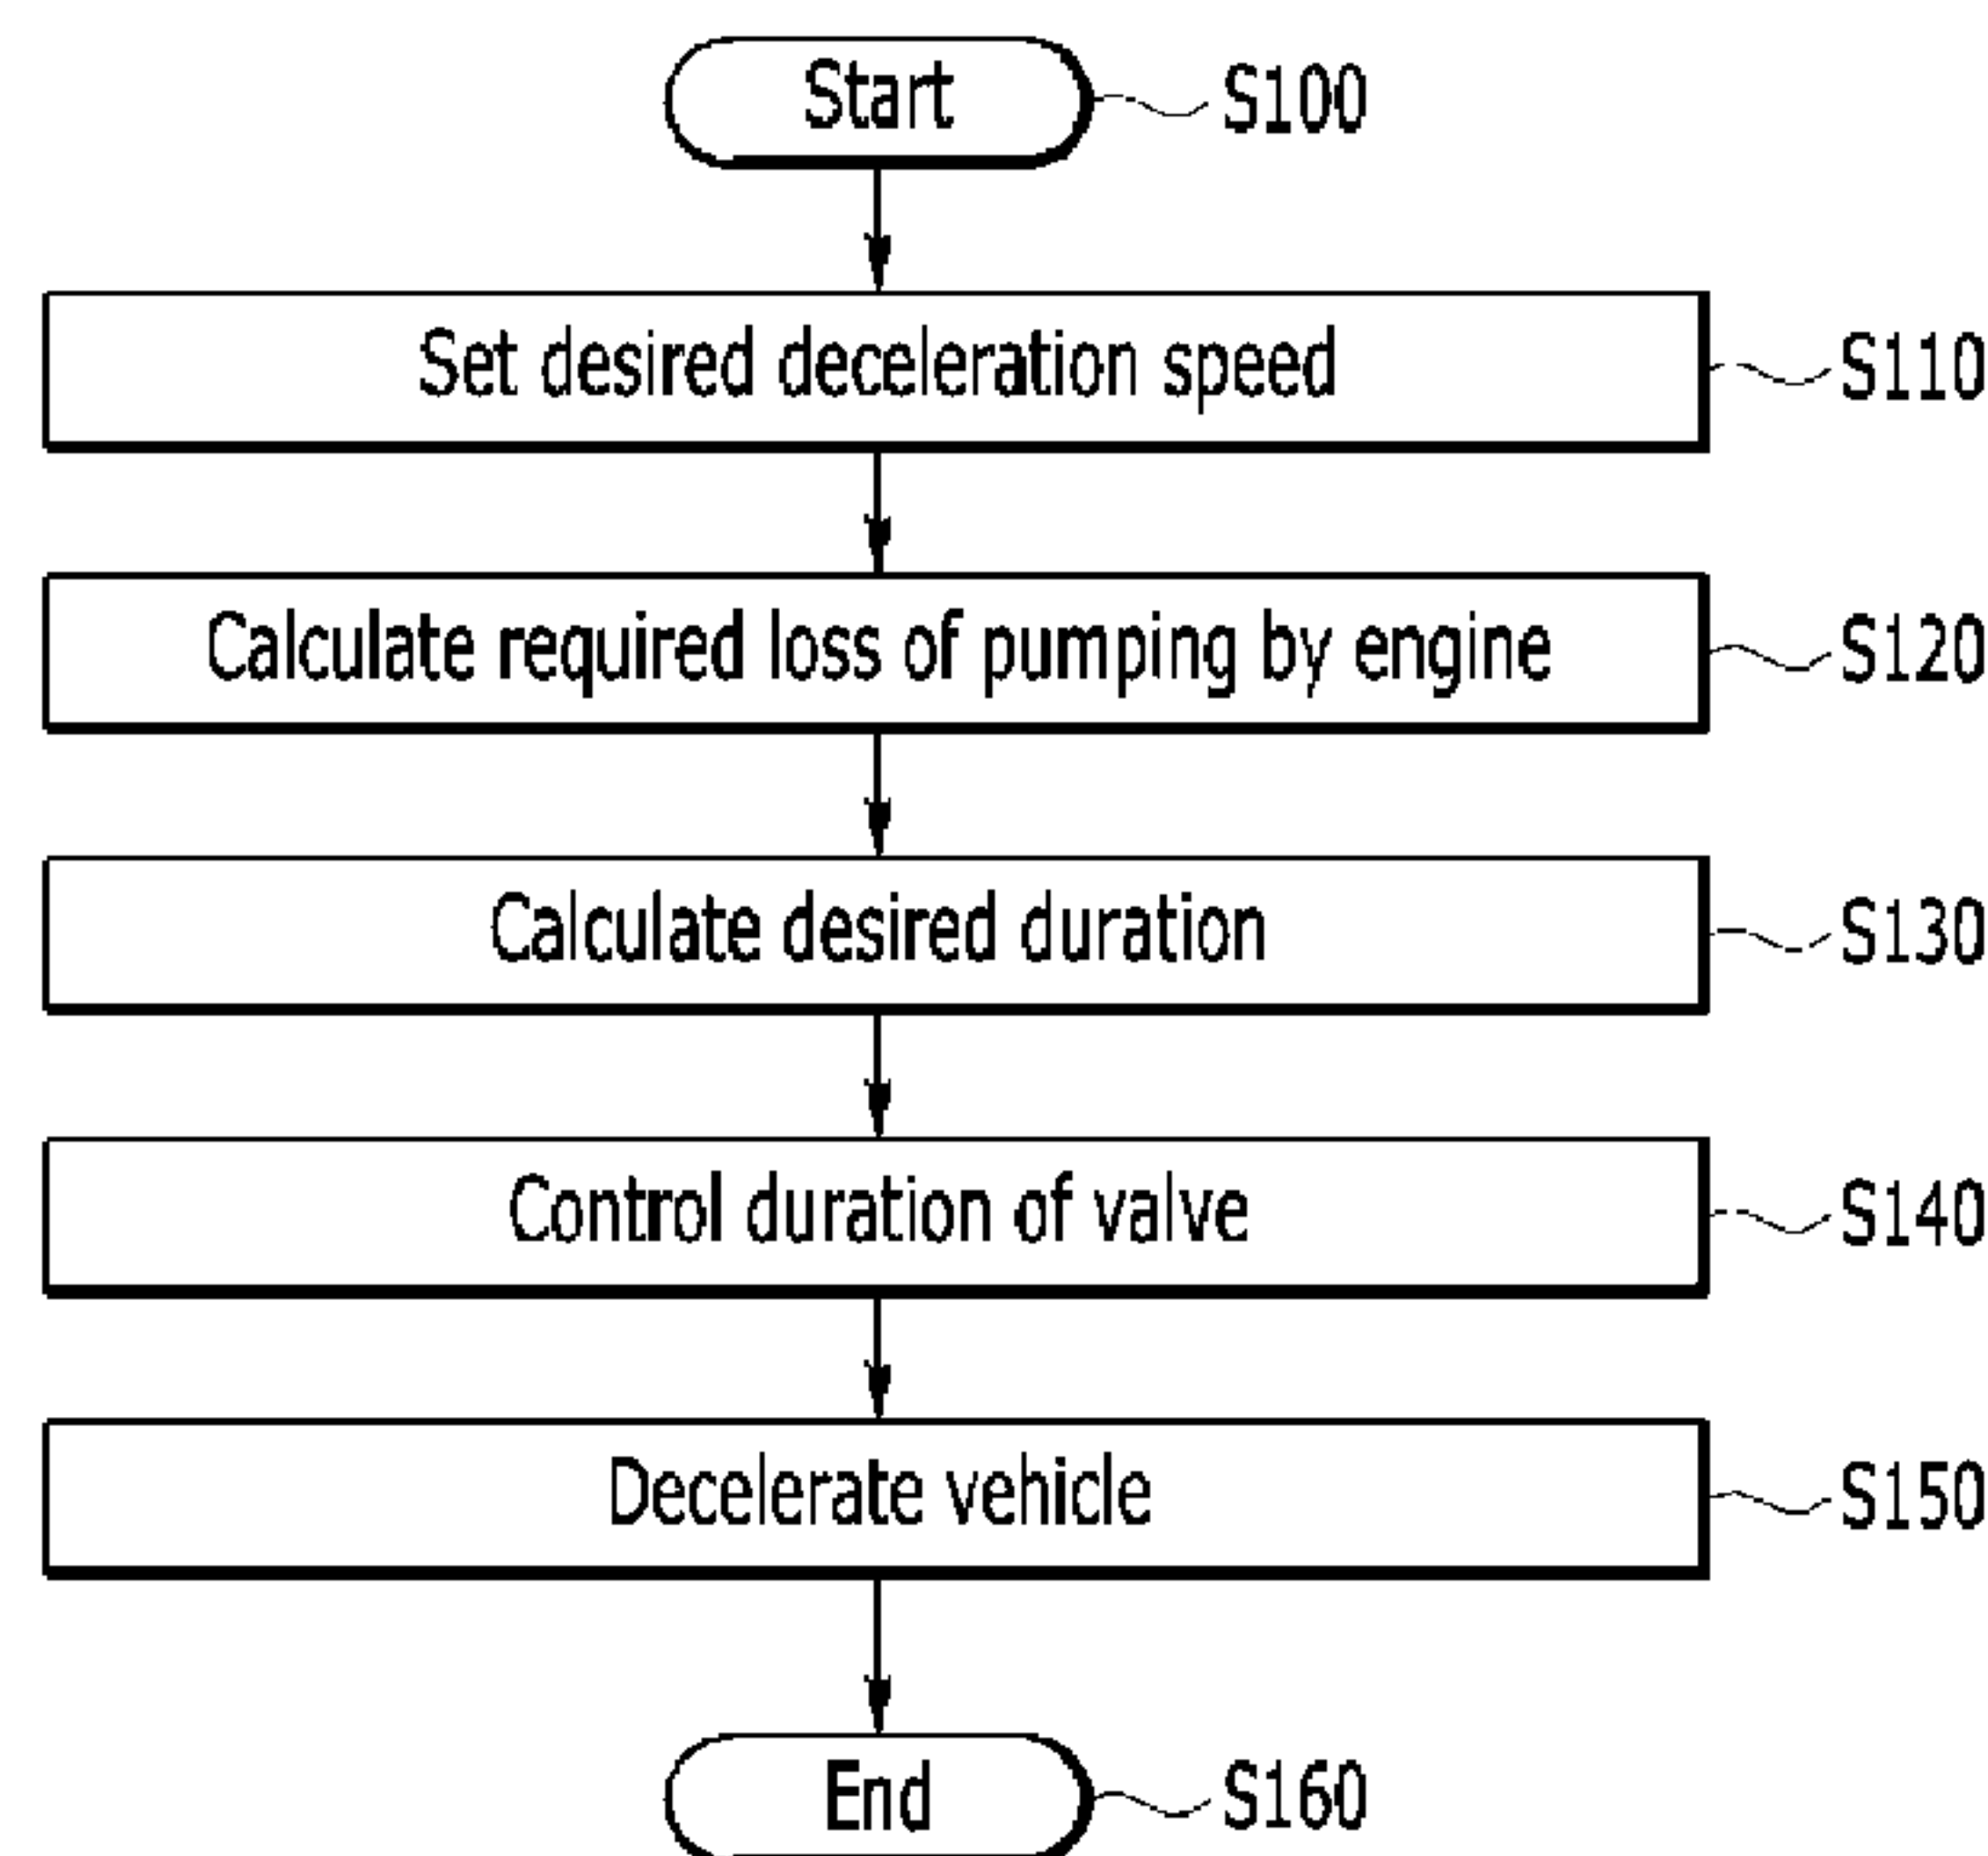 Start S100
Set desired deceleration speed S110
Calculate required loss of pumping by engine S120
Calculate desired duration S130
Control duration of valve S140
Decelerate vehicle S150
End S160